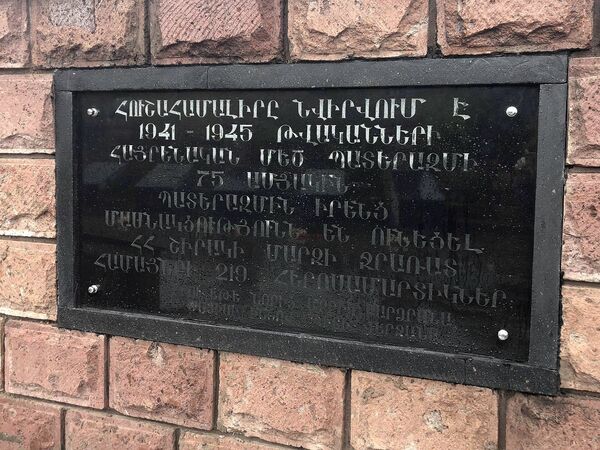 ՀՈՒՇԱՀԱՄԱԼԻՐԸ ՆՎԻՐՎՈՒՄ Է
1941 - 1945 ԹՎԱԿԱՆՆԵՐԻ
ՀԱՅՐԵՆԱԿԱՆ ՄԵԾ ՊԱՏԵՐԱԶՄԻ
75 ԱՄՅԱԿԻՆ
ՊԱՏԵՐԱԶՄԻՆ ԻՐԵՆՑ
ՄԱՍՆԱԿՑՈՒԹՅՈՒՆՆ ԵՆ ՈՒՆԵՑԵԼ
ՀՀ ՇԻՐԱԿԻ ՄԱՐԶԻ ՋՐԱՌԱՏ
ՀԱՄԱՅՆՔԻ 219 ՀԵՐՈՍԱՄԱՐՏԻԿՆԵՐ